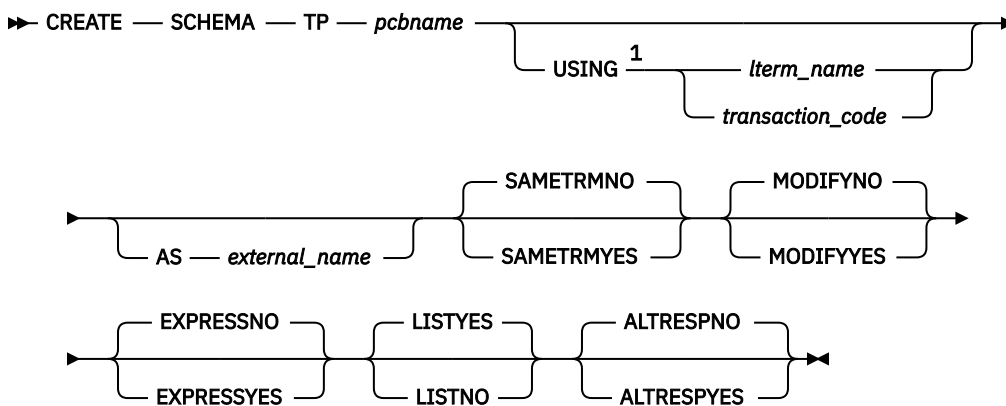 CREATE SCHEMA TP pcbname
USING 1 lterm_name
transaction_code
SAMETRMNO MODIFYNO
AS external_name SAMETRMYES MODIFYYES
EXPRESSNO LISTYES ALTRESPNO
EXPRESSYES LISTNO ALTRESPYES